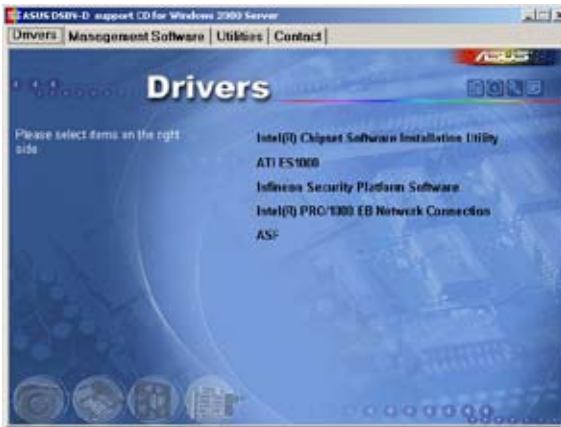 ASUS DSBV-D support CD for Windows 2000 Server
Drivers Management Software Utilities Contact
ASUS
Drivers
Please select items on the right
side
Intel(R) Chipset Software Installation Utility
ATI ES1000
Infineon Security Platform Software
Intel(R) PRO/1000 EB Network Connection
ASF